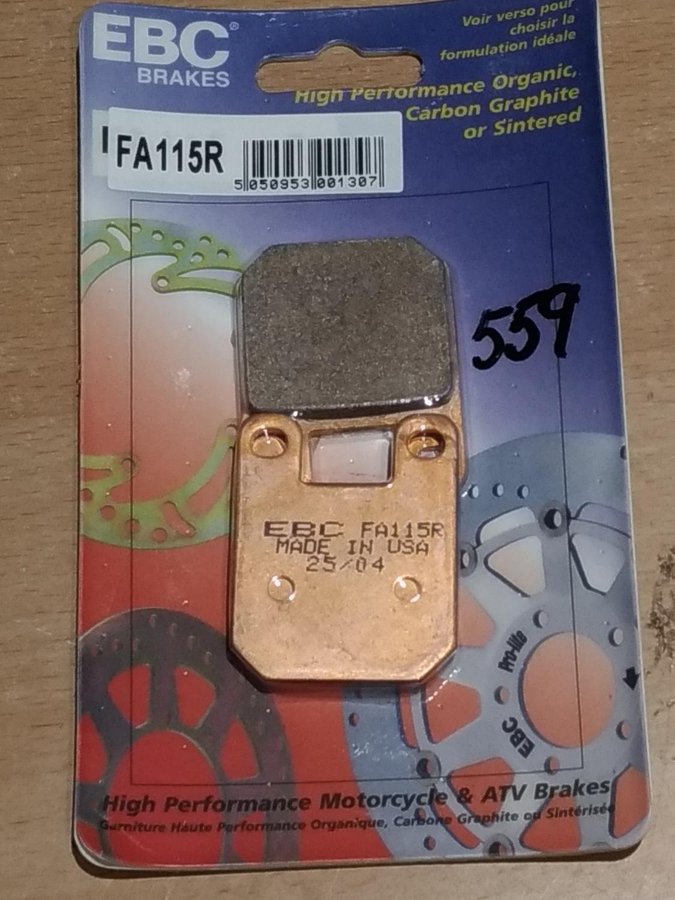 EBC®
BRAKES
Voir verso pour
choisir la
formulation idéale
High Performance Organic,
Carbon Graphite
or Sintered
FA115R
5 050953 001307
559
EBC FA115R
MADE IN USA
25/04
Pro-lite
EBC
High Performance Motorcycle & ATV Brakes
Garniture Haute Performance Organique, Carbone Graphite ou Sintérisée